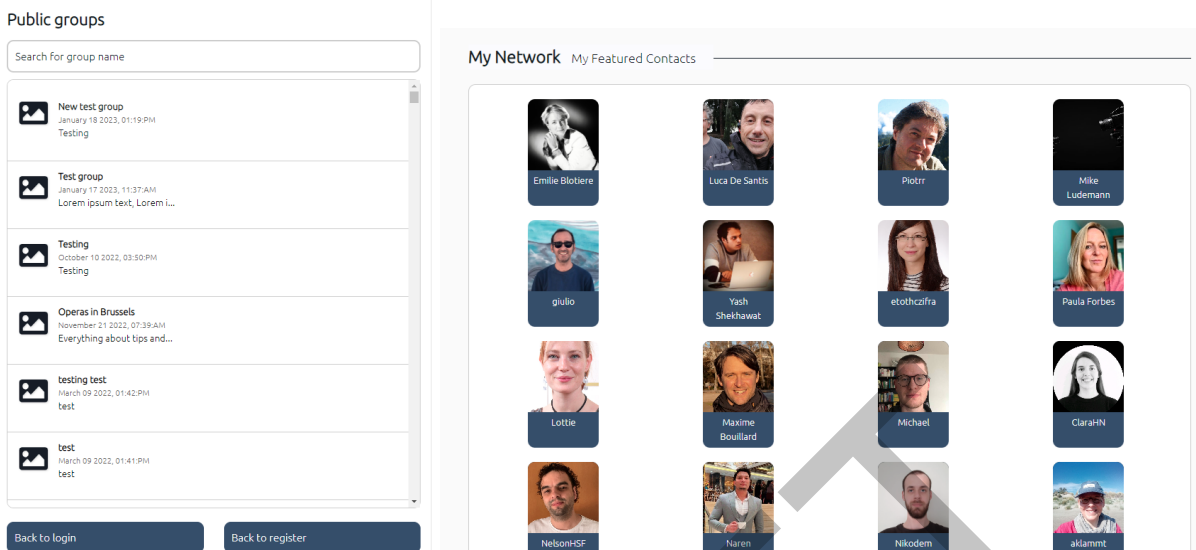 Public groups
Search for group name
New test group
January 18 2023, 01:19:PM
Testing
Test group
January 17 2023, 11:37:AM
Lorem ipsum text, Lorem i...
Testing
October 10 2022, 03:50:PM
Testing
Operas in Brussels
November 21 2022, 07:39:AM
Everything about tips and...
testing test
March 09 2022, 01:42:PM
test
test
March 09 2022, 01:41:PM
test
Back to login
Back to register
My Network My Featured Contacts
Emilie Blotiere
Luca De Santis
Piotrr
Mike
Ludemann
giulio
Yash
Shekhawat
etothczifra
Paula Forbes
Lottie
Maxime
Bouillard
Michael
ClaraHN
NelsonHSF
Naren
Nikodem
aklammt